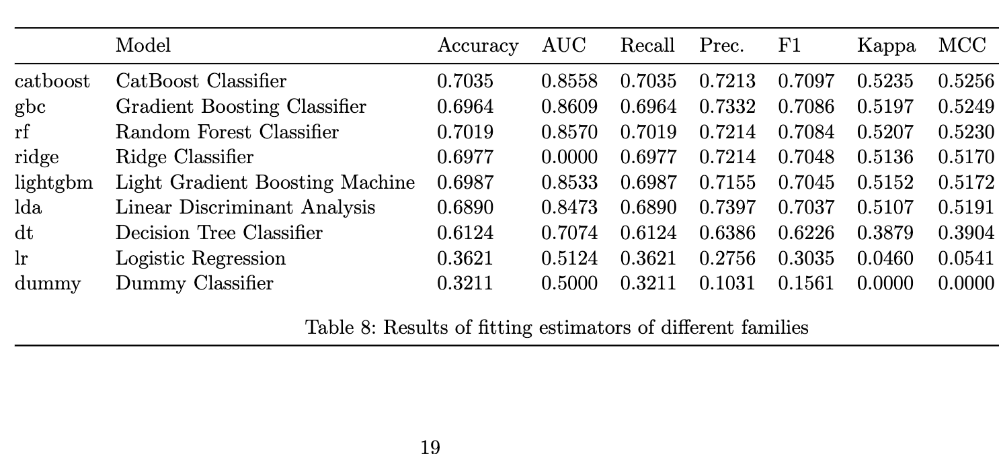 Model Accuracy AUC Recall Prec. F1 Kappa MCC
catboost CatBoost Classifier 0.7035 0.8558 0.7035 0.7213 0.7097 0.5235 0.5256
gbc Gradient Boosting Classifier 0.6964 0.8609 0.6964 0.7332 0.7086 0.5197 0.5249
rf Random Forest Classifier 0.7019 0.8570 0.7019 0.7214 0.7084 0.5207 0.5230
ridge Ridge Classifier 0.6977 0.0000 0.6977 0.7214 0.7048 0.5136 0.5170
lightgbm Light Gradient Boosting Machine 0.6987 0.8533 0.6987 0.7155 0.7045 0.5152 0.5172
lda Linear Discriminant Analysis 0.6890 0.8473 0.6890 0.7397 0.7037 0.5107 0.5191
dt Decision Tree Classifier 0.6124 0.7074 0.6124 0.6386 0.6226 0.3879 0.3904
lr Logistic Regression 0.3621 0.5124 0.3621 0.2756 0.3035 0.0460 0.0541
dummy Dummy Classifier 0.3211 0.5000 0.3211 0.1031 0.1561 0.0000 0.0000
Table 8: Results of fitting estimators of different families
19